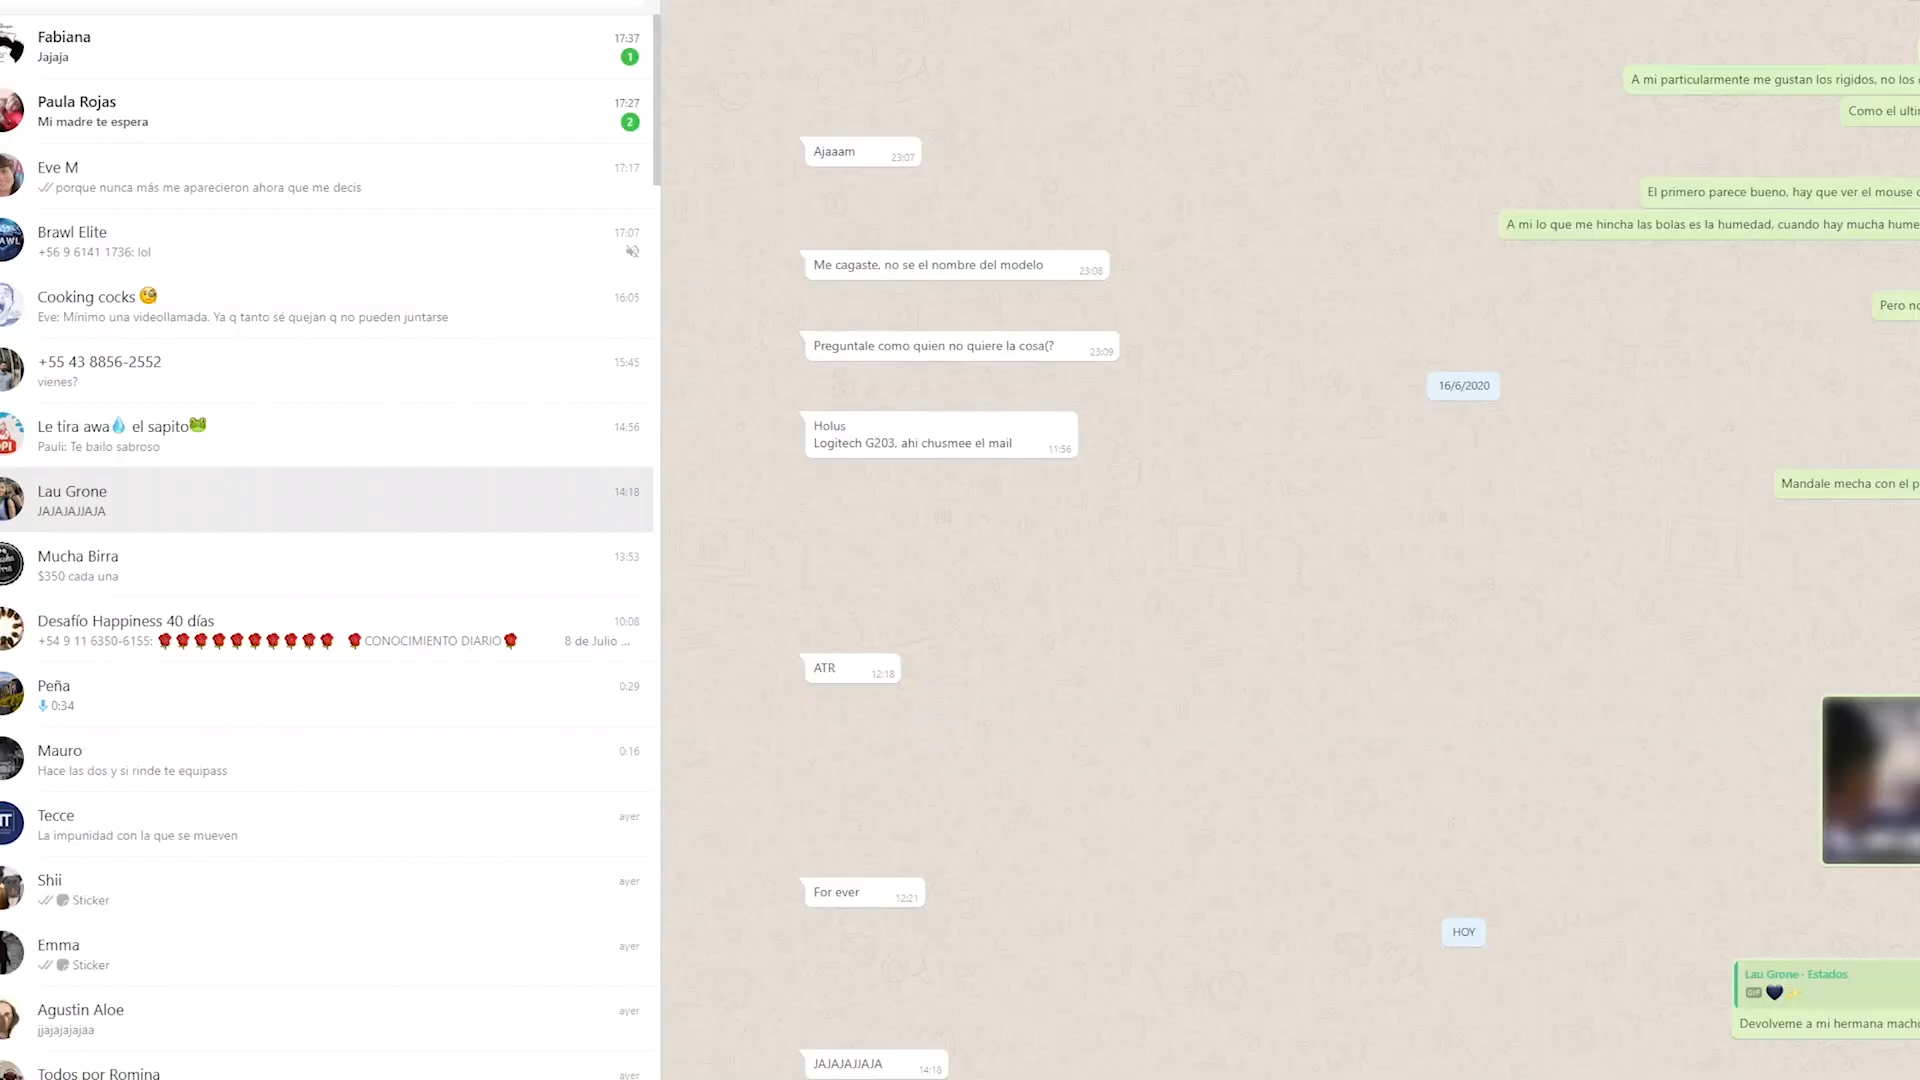 Fabiana
17:37
Jajaja
1
Paula Rojas
17:27
Mi madre te espera
2
Eve M
17:17
porque nunca más me aparecieron ahora que me decis
Brawl Elite
17:07
+56 9 6141 1736: lol
Cooking cocks 🧐
16:05
Eve: Mínimo una videollamada. Ya q tanto sé quejan q no pueden juntarse
+55 43 8856-2552
15:45
vienes?
Le tira awa💧 el sapito🐸
14:56
Pauli: Te bailo sabroso
Lau Grone
14:18
JAJAJAJJAJA
Mucha Birra
13:53
$350 cada una
Desafío Happiness 40 días
10:08
+54 9 11 6350-6155: 🌹🌹🌹🌹🌹🌹🌹🌹🌹🌹 🌹CONOCIMIENTO DIARIO🌹 8 de Julio ...
Peña
0:29
0:34
Mauro
0:16
Hace las dos y si rinde te equipass
Tecce
ayer
La impunidad con la que se mueven
Shii
ayer
Sticker
Emma
ayer
Sticker
Agustin Aloe
ayer
jjajajajajaa
Todos por Romina
ayer
A mi particularmente me gustan los rigidos, no los
Como el ulti
Ajaaam
23:07
El primero parece bueno, hay que ver el mouse
A mi lo que me hincha las bolas es la humedad, cuando hay mucha hume
Me cagaste, no se el nombre del modelo
23:08
Pero no
Preguntale como quien no quiere la cosa(?
23:09
16/6/2020
Holus
Logitech G203, ahi chusmee el mail
11:56
Mandale mecha con el p
ATR
12:18
For ever
12:21
HOY
Lau Grone · Estados
GIF 🖤✨
Devolveme a mi hermana macho
JAJAJAJJAJA
14:18